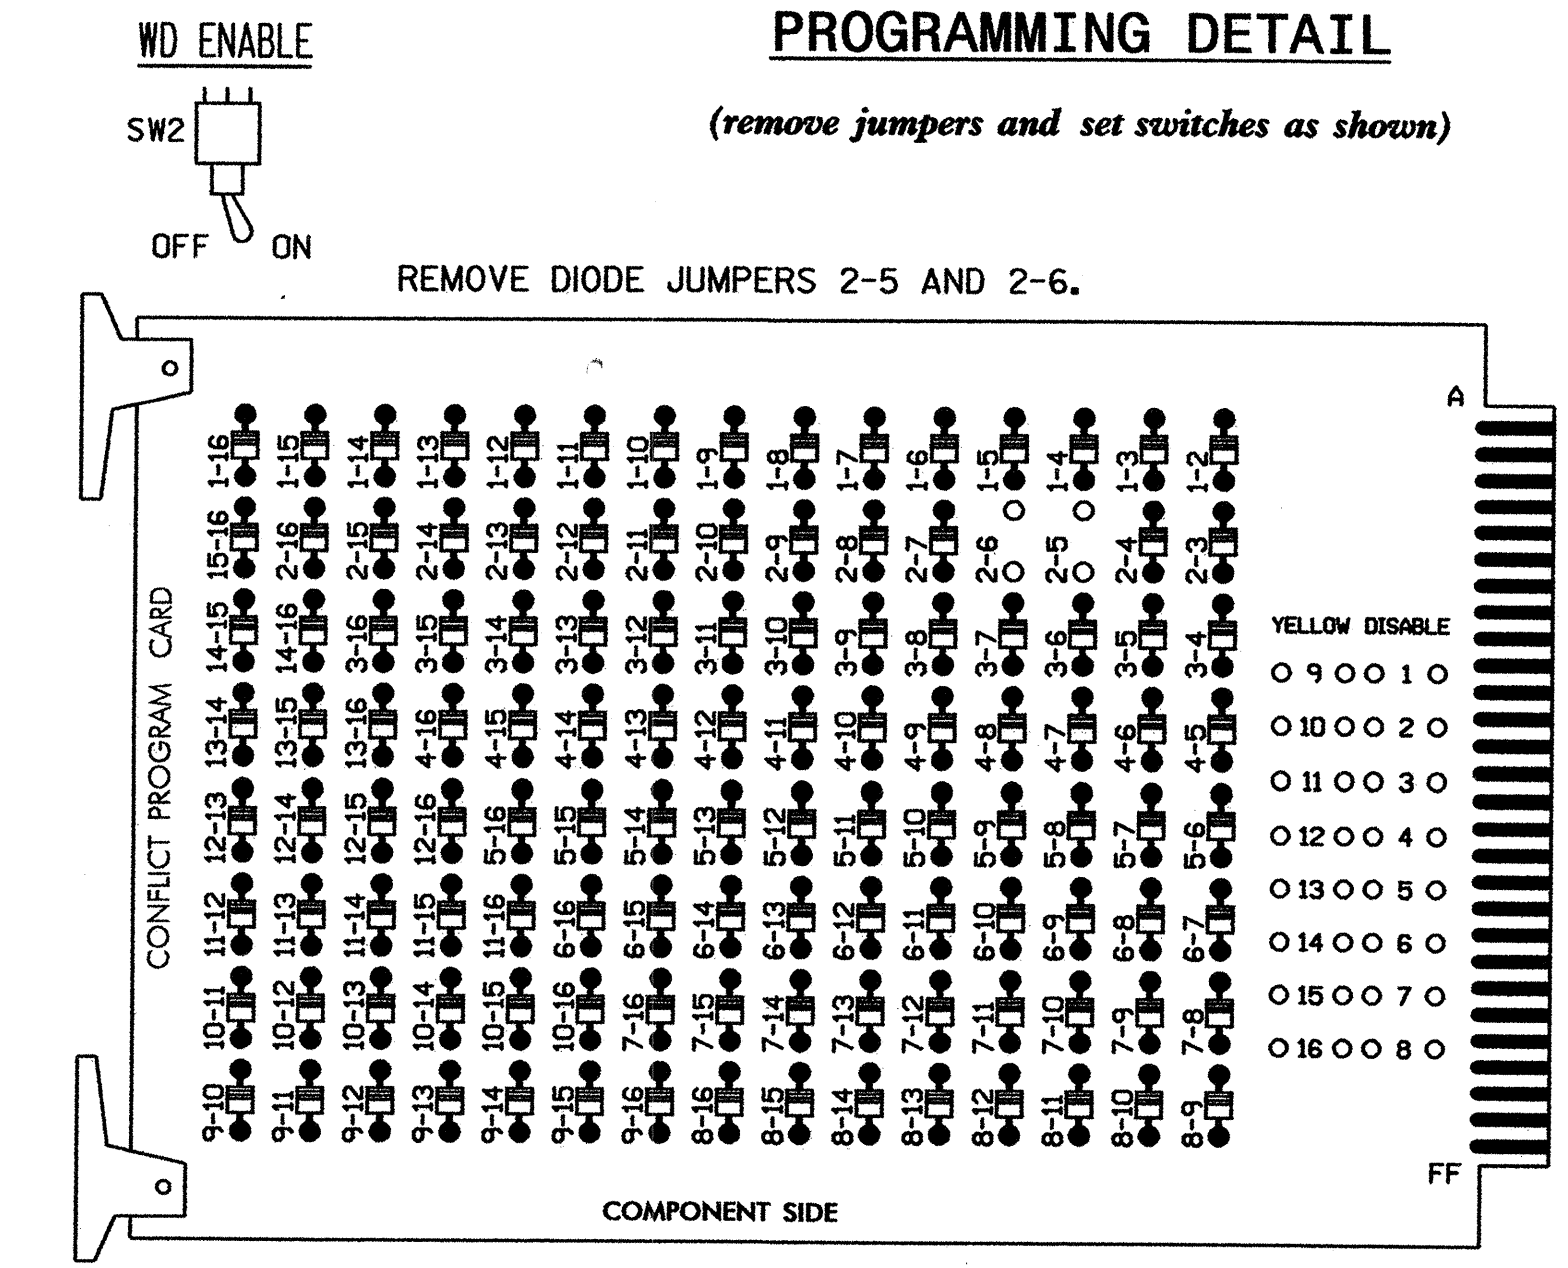 WD ENABLE
PROGRAMMING DETAIL
(remove jumpers and set switches as shown)
SW2
OFF ON
REMOVE DIODE JUMPERS 2-5 AND 2-6.
A
1-16 1-15 1-14 1-13 1-12 1-11 1-10 1-9 1-8 1-7 1-6 1-5 1-4 1-3 1-2
15-16 2-16 2-15 2-14 2-13 2-12 2-11 2-10 2-9 2-8 2-7 2-6 2-5 2-4 2-3
14-15 14-16 3-16 3-15 3-14 3-13 3-12 3-11 3-10 3-9 3-8 3-7 3-6 3-5 3-4
13-14 13-15 13-16 4-16 4-15 4-14 4-13 4-12 4-11 4-10 4-9 4-8 4-7 4-6 4-5
12-13 12-14 12-15 12-16 5-16 5-15 5-14 5-13 5-12 5-11 5-10 5-9 5-8 5-7 5-6
11-12 11-13 11-14 11-15 11-16 6-16 6-15 6-14 6-13 6-12 6-11 6-10 6-9 6-8 6-7
10-11 10-12 10-13 10-14 10-15 10-16 7-16 7-15 7-14 7-13 7-12 7-11 7-10 7-9 7-8
9-10 9-11 9-12 9-13 9-14 9-15 9-16 8-16 8-15 8-14 8-13 8-12 8-11 8-10 8-9
CONFLICT PROGRAM CARD
YELLOW DISABLE
9 1
10 2
11 3
12 4
13 5
14 6
15 7
16 8
FF
COMPONENT SIDE